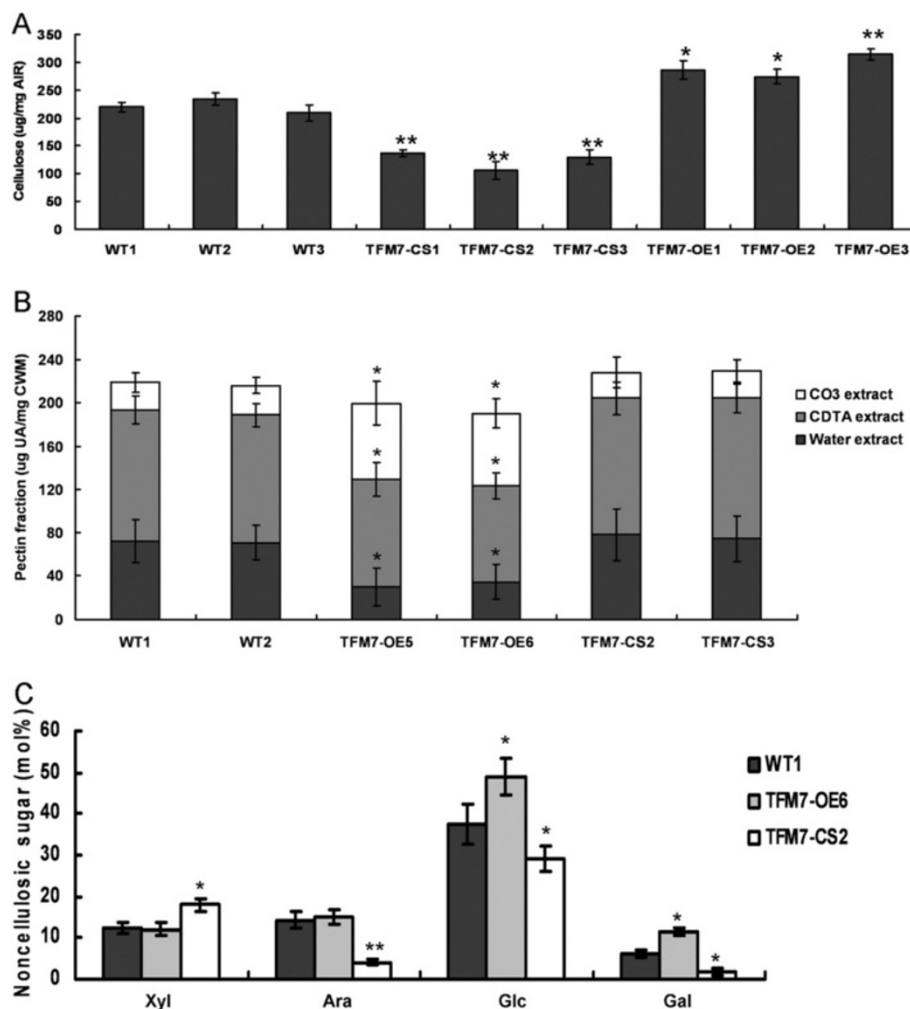 A
Cellulose (ug/mg AIR)
350
300
250
200
150
100
50
0
** ** ** * * **
WT1 WT2 WT3 TFM7-CS1 TFM7-CS2 TFM7-CS3 TFM7-OE1 TFM7-OE2 TFM7-OE3
B
Pectin fraction (ug UA/mg CWM)
280
240
200
160
120
80
40
0
* *
* *
* *
CO3 extract
CDTA extract
Water extract
WT1 WT2 TFM7-OE5 TFM7-OE6 TFM7-CS2 TFM7-CS3
C
Noncellulosic sugar (mol%)
60
50
40
30
20
10
0
* ** * * * *
WT1
TFM7-OE6
TFM7-CS2
Xyl Ara Glc Gal